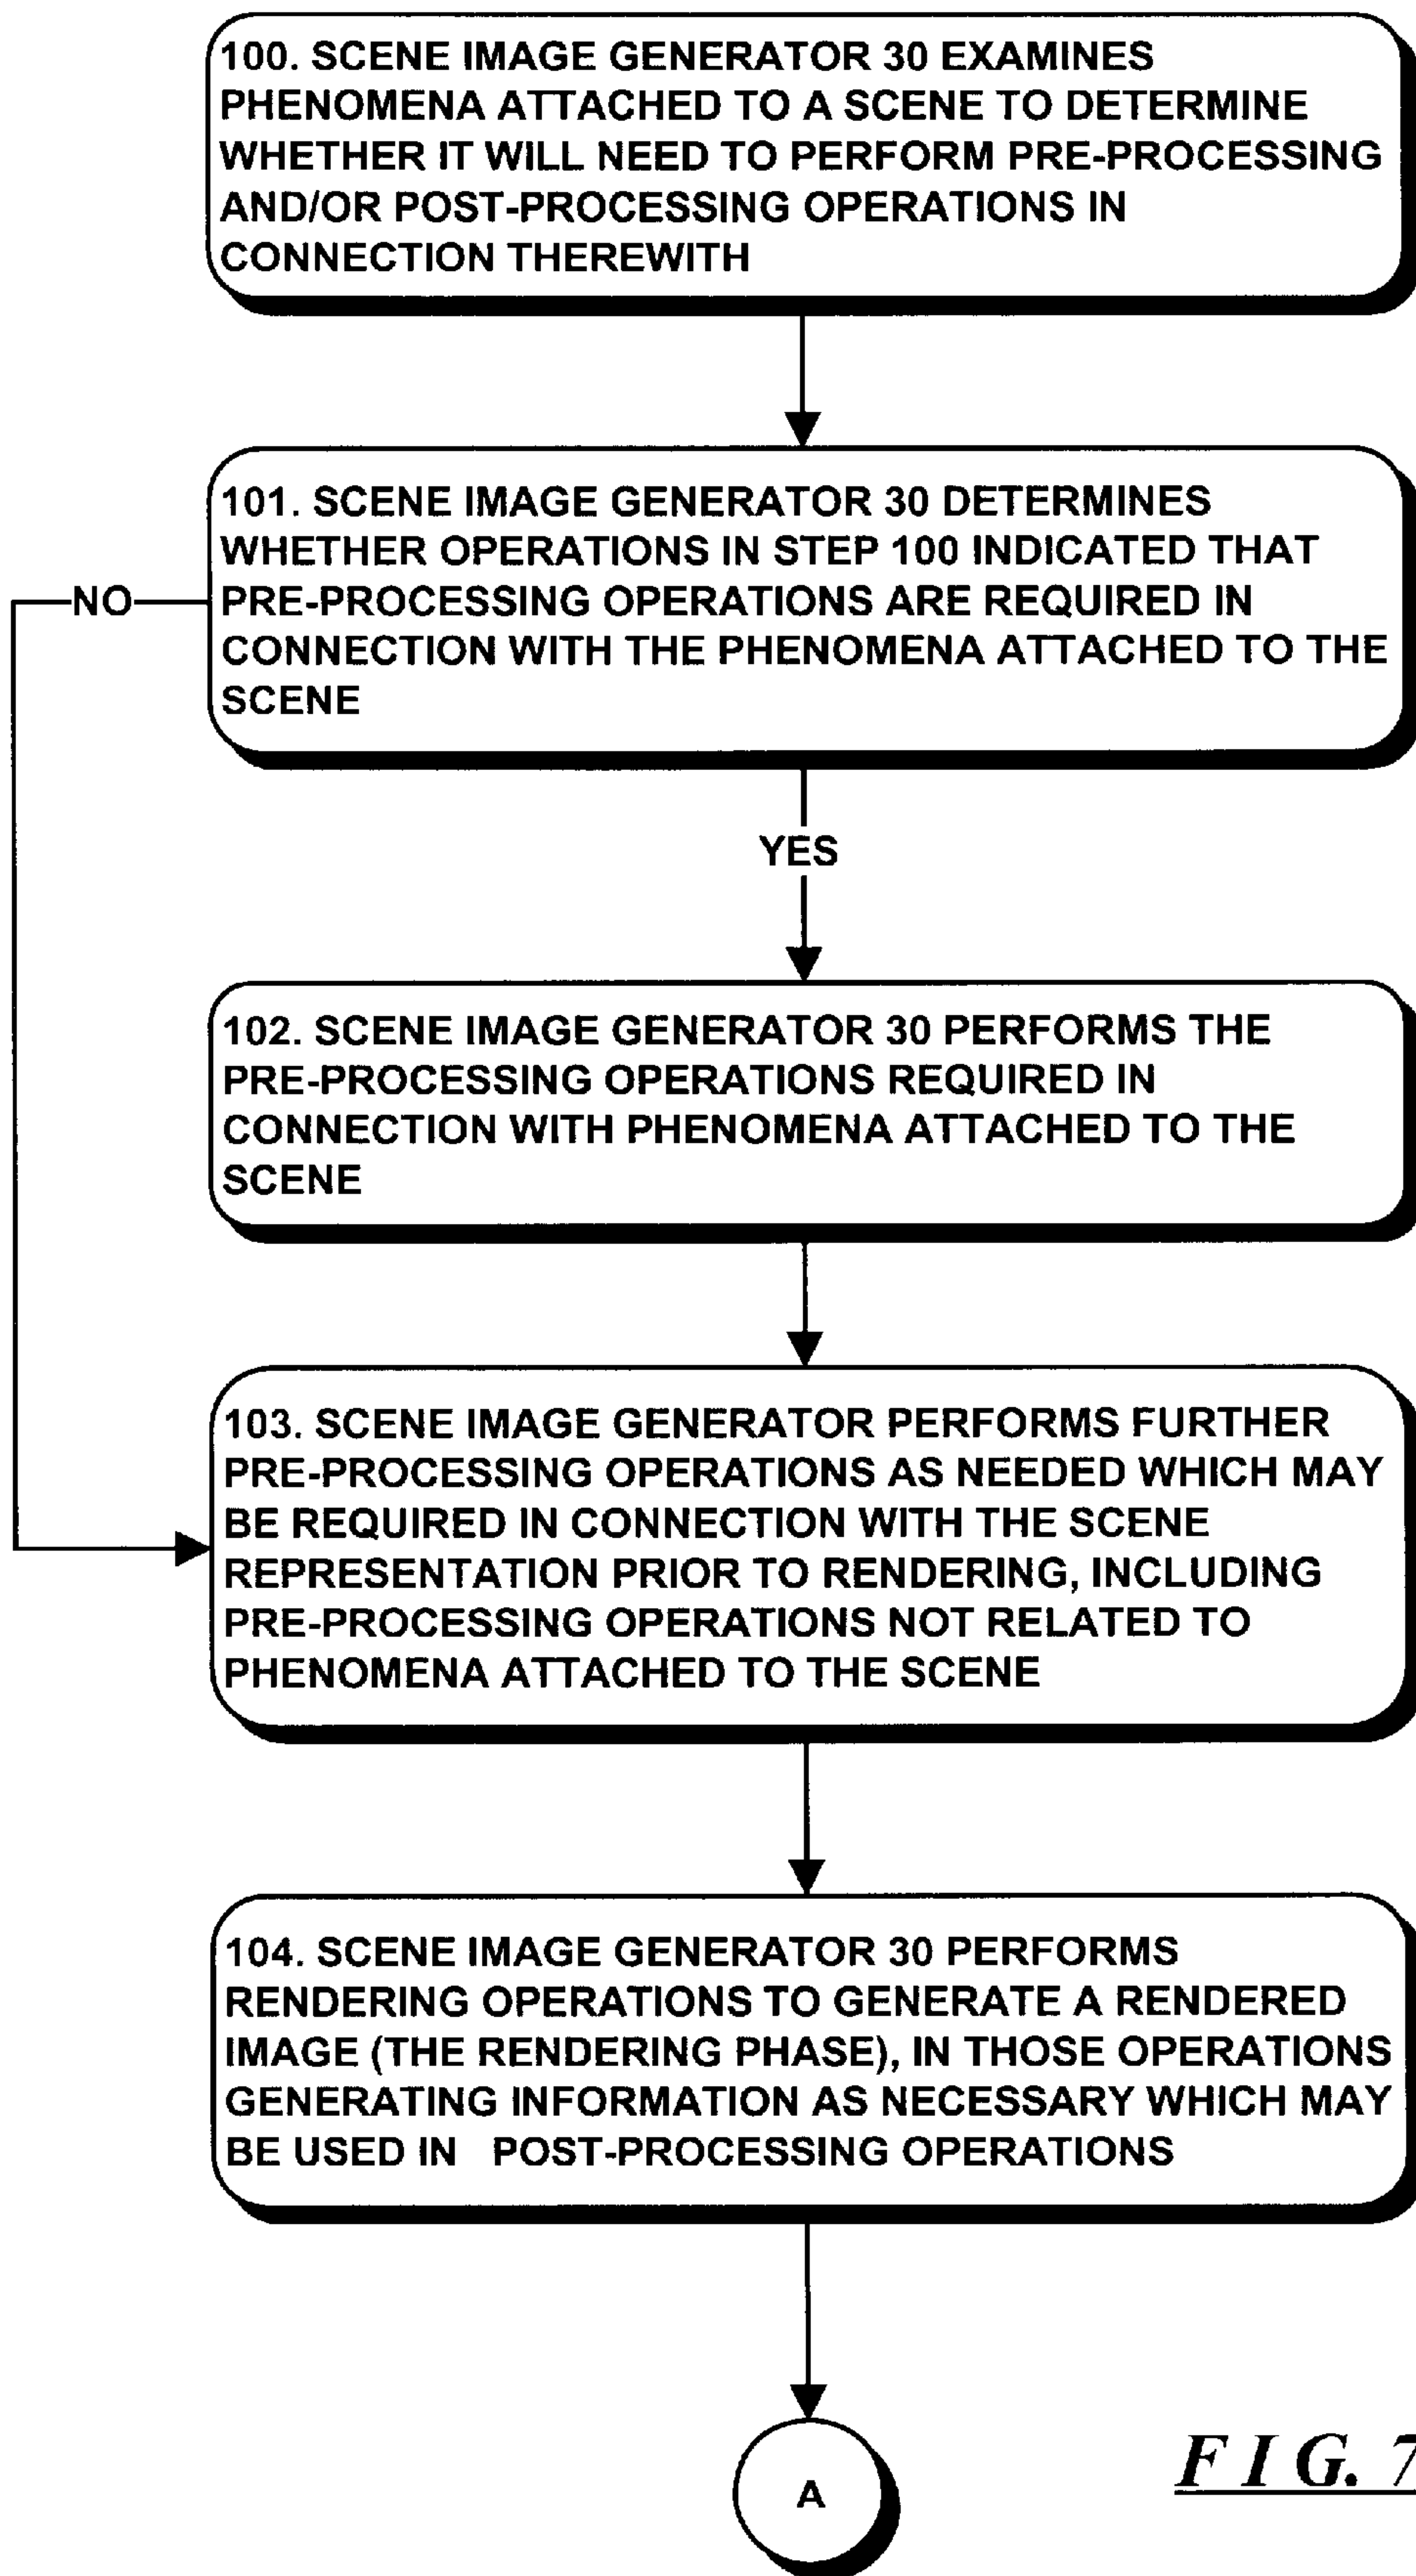 100. SCENE IMAGE GENERATOR 30 EXAMINES
PHENOMENA ATTACHED TO A SCENE TO DETERMINE
WHETHER IT WILL NEED TO PERFORM PRE-PROCESSING
AND/OR POST-PROCESSING OPERATIONS IN
CONNECTION THEREWITH
101. SCENE IMAGE GENERATOR 30 DETERMINES
WHETHER OPERATIONS IN STEP 100 INDICATED THAT
PRE-PROCESSING OPERATIONS ARE REQUIRED IN
CONNECTION WITH THE PHENOMENA ATTACHED TO THE
SCENE
NO
YES
102. SCENE IMAGE GENERATOR 30 PERFORMS THE
PRE-PROCESSING OPERATIONS REQUIRED IN
CONNECTION WITH PHENOMENA ATTACHED TO THE
SCENE
103. SCENE IMAGE GENERATOR PERFORMS FURTHER
PRE-PROCESSING OPERATIONS AS NEEDED WHICH MAY
BE REQUIRED IN CONNECTION WITH THE SCENE
REPRESENTATION PRIOR TO RENDERING, INCLUDING
PRE-PROCESSING OPERATIONS NOT RELATED TO
PHENOMENA ATTACHED TO THE SCENE
104. SCENE IMAGE GENERATOR 30 PERFORMS
RENDERING OPERATIONS TO GENERATE A RENDERED
IMAGE (THE RENDERING PHASE), IN THOSE OPERATIONS
GENERATING INFORMATION AS NECESSARY WHICH MAY
BE USED IN POST-PROCESSING OPERATIONS
A
FIG. 7